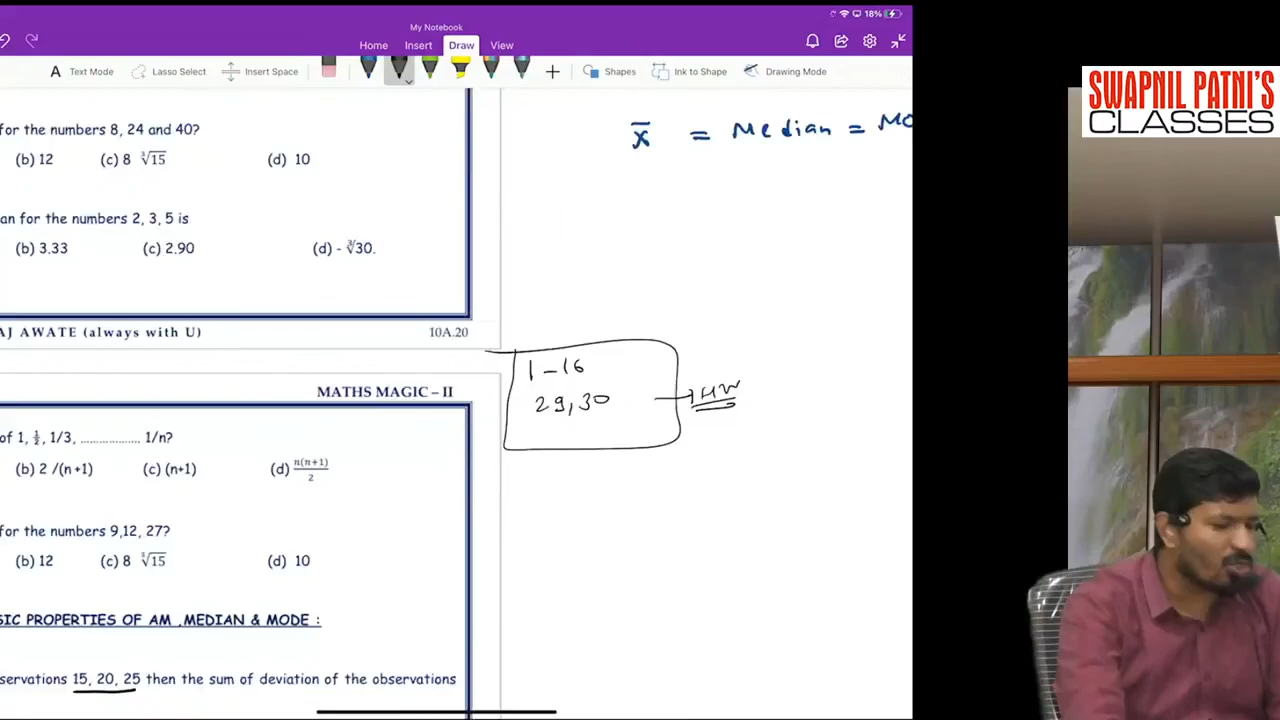 18%
My Notebook
Home Insert Draw View
A Text Mode Lasso Select Insert Space Shapes Ink to Shape Drawing Mode
SWAPNIL PATNI'S
CLASSES
for the numbers 8, 24 and 40?
(b) 12 (c) 8 ∛15 (d) 10
x̄ = Median = Mo
an for the numbers 2, 3, 5 is
(b) 3.33 (c) 2.90 (d) - ∛30.
AJ AWATE (always with U) 10A.20
1-16
29,30
HW
MATHS MAGIC – II
of 1, ½, 1/3, .................. 1/n?
(b) 2 /(n +1) (c) (n+1) (d) n(n+1)/2
for the numbers 9,12, 27?
(b) 12 (c) 8 ∛15 (d) 10
SIC PROPERTIES OF AM ,MEDIAN & MODE :
servations 15, 20, 25 then the sum of deviation of the observations